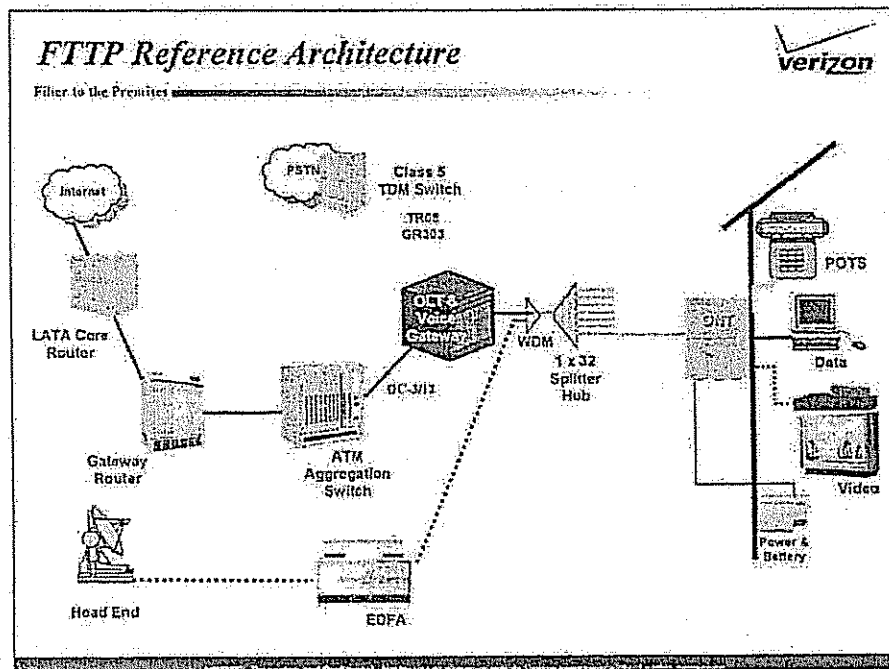 FTTP Reference Architecture
verizon
Fiber to the Premises
Internet
PSTN
Class 5
TDM Switch
TR08
GR303
POTS
OLT &
Voice
Gateway
ONT
LATA Core
Router
WDM
1 x 32
Splitter
Hub
Data
OC-3/12
Gateway
Router
ATM
Aggregation
Switch
Video
Power &
Battery
Head End
EDFA